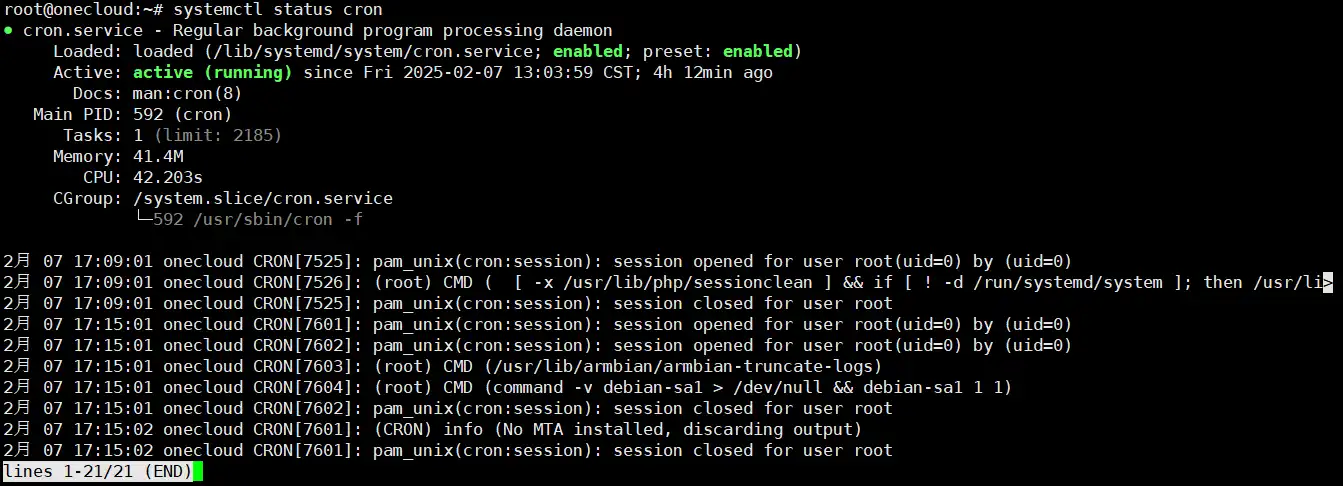 root@onecloud:~# systemctl status cron
● cron.service - Regular background program processing daemon
     Loaded: loaded (/lib/systemd/system/cron.service; enabled; preset: enabled)
     Active: active (running) since Fri 2025-02-07 13:03:59 CST; 4h 12min ago
       Docs: man:cron(8)
   Main PID: 592 (cron)
      Tasks: 1 (limit: 2185)
     Memory: 41.4M
        CPU: 42.203s
     CGroup: /system.slice/cron.service
             └─592 /usr/sbin/cron -f

2月 07 17:09:01 onecloud CRON[7525]: pam_unix(cron:session): session opened for user root(uid=0) by (uid=0)
2月 07 17:09:01 onecloud CRON[7526]: (root) CMD (  [ -x /usr/lib/php/sessionclean ] && if [ ! -d /run/systemd/system ]; then /usr/li>
2月 07 17:09:01 onecloud CRON[7525]: pam_unix(cron:session): session closed for user root
2月 07 17:15:01 onecloud CRON[7601]: pam_unix(cron:session): session opened for user root(uid=0) by (uid=0)
2月 07 17:15:01 onecloud CRON[7602]: pam_unix(cron:session): session opened for user root(uid=0) by (uid=0)
2月 07 17:15:01 onecloud CRON[7603]: (root) CMD (/usr/lib/armbian/armbian-truncate-logs)
2月 07 17:15:01 onecloud CRON[7604]: (root) CMD (command -v debian-sa1 > /dev/null && debian-sa1 1 1)
2月 07 17:15:01 onecloud CRON[7602]: pam_unix(cron:session): session closed for user root
2月 07 17:15:02 onecloud CRON[7601]: (CRON) info (No MTA installed, discarding output)
2月 07 17:15:02 onecloud CRON[7601]: pam_unix(cron:session): session closed for user root
lines 1-21/21 (END)